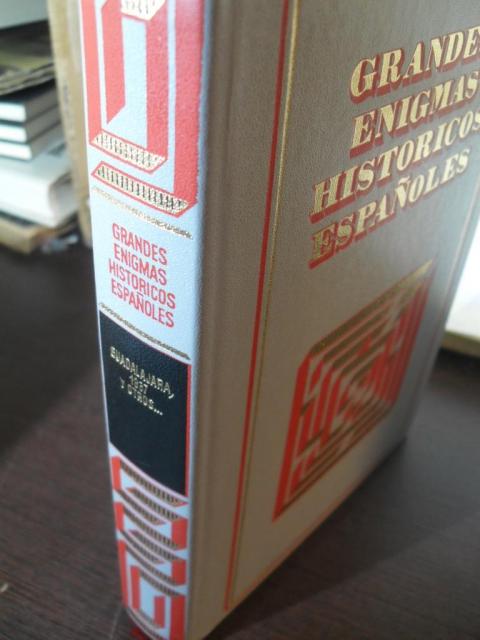 GRANDES
ENIGMAS
HISTORICOS
ESPAÑOLES
GUADALAJARA,
1937
Y OTROS...
GRANDES
ENIGMAS
HISTORICOS
ESPAÑOLES